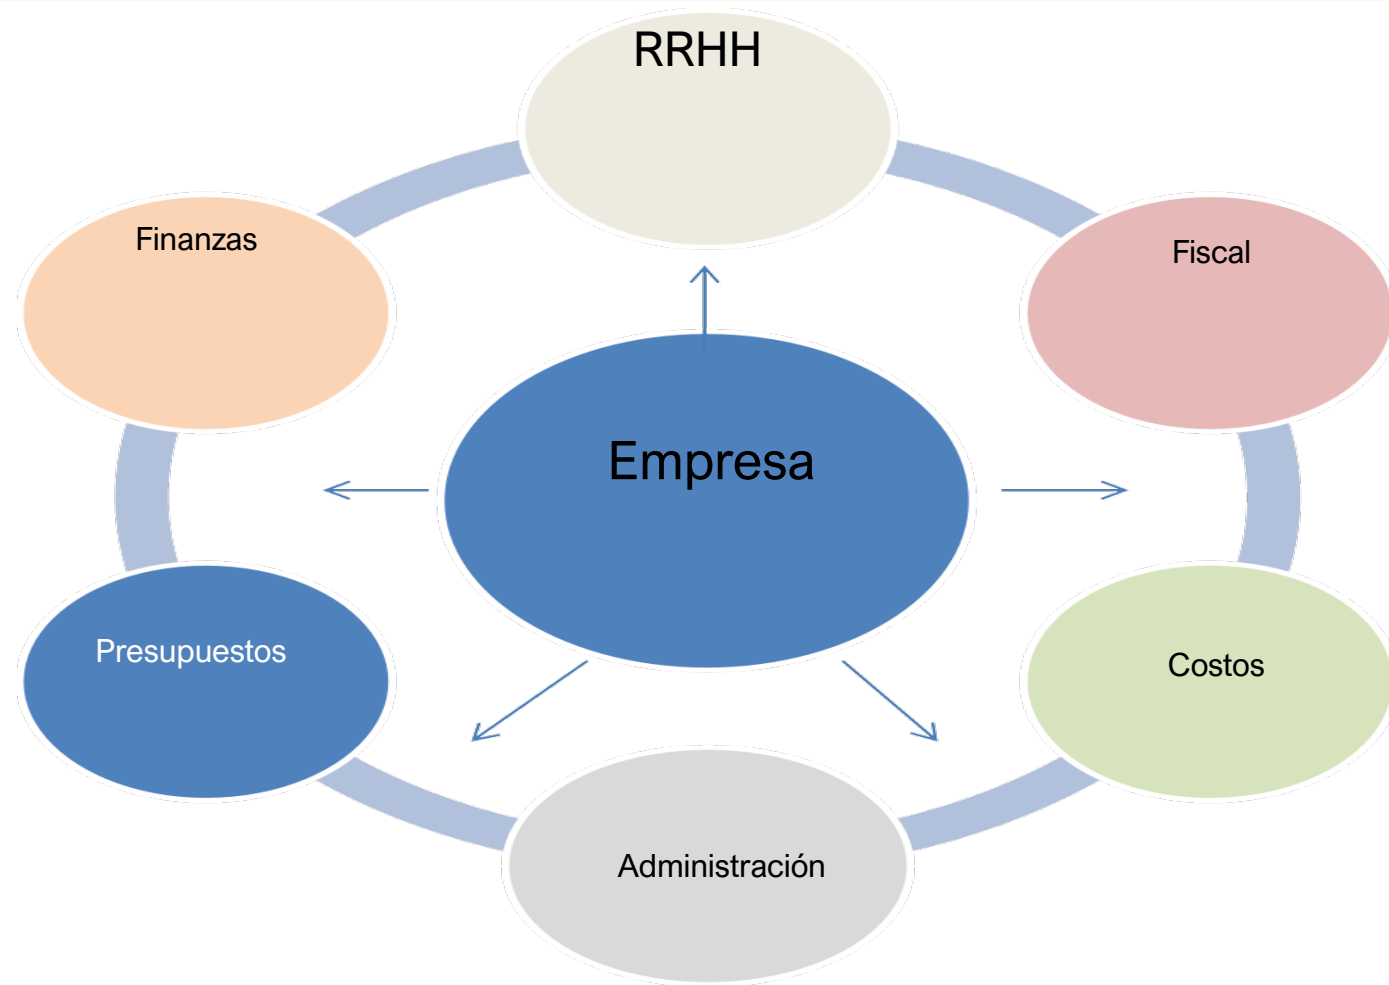 RRHH
Finanzas
Fiscal
Empresa
Presupuestos
Costos
Administración